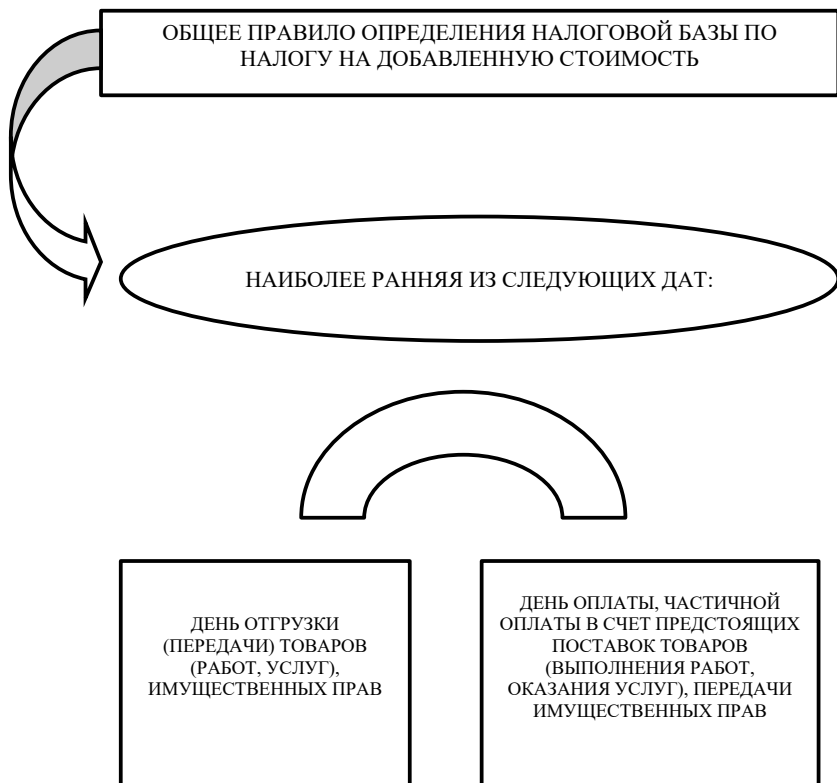 ОБЩЕЕ ПРАВИЛО ОПРЕДЕЛЕНИЯ НАЛОГОВОЙ БАЗЫ ПО
НАЛОГУ НА ДОБАВЛЕННУЮ СТОИМОСТЬ
НАИБОЛЕЕ РАННЯЯ ИЗ СЛЕДУЮЩИХ ДАТ:
ДЕНЬ ОТГРУЗКИ
(ПЕРЕДАЧИ) ТОВАРОВ
(РАБОТ, УСЛУГ),
ИМУЩЕСТВЕННЫХ ПРАВ
ДЕНЬ ОПЛАТЫ, ЧАСТИЧНОЙ
ОПЛАТЫ В СЧЕТ ПРЕДСТОЯЩИХ
ПОСТАВОК ТОВАРОВ
(ВЫПОЛНЕНИЯ РАБОТ,
ОКАЗАНИЯ УСЛУГ), ПЕРЕДАЧИ
ИМУЩЕСТВЕННЫХ ПРАВ